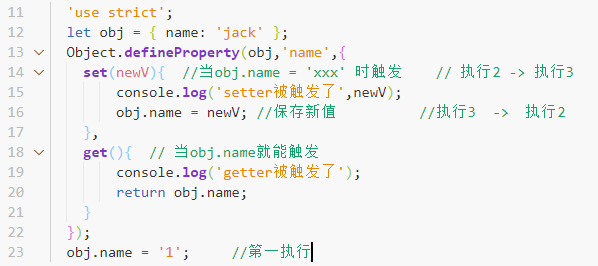 11 'use strict';
12 let obj = { name: 'jack' };
13 Object.defineProperty(obj,'name',{
14 set(newV){ //当obj.name = 'xxx' 时触发 // 执行2 -> 执行3
15 console.log('setter被触发了',newV);
16 obj.name = newV; //保存新值 //执行3 -> 执行2
17 },
18 get(){ // 当obj.name就能触发
19 console.log('getter被触发了');
20 return obj.name;
21 }
22 });
23 obj.name = '1'; //第一执行